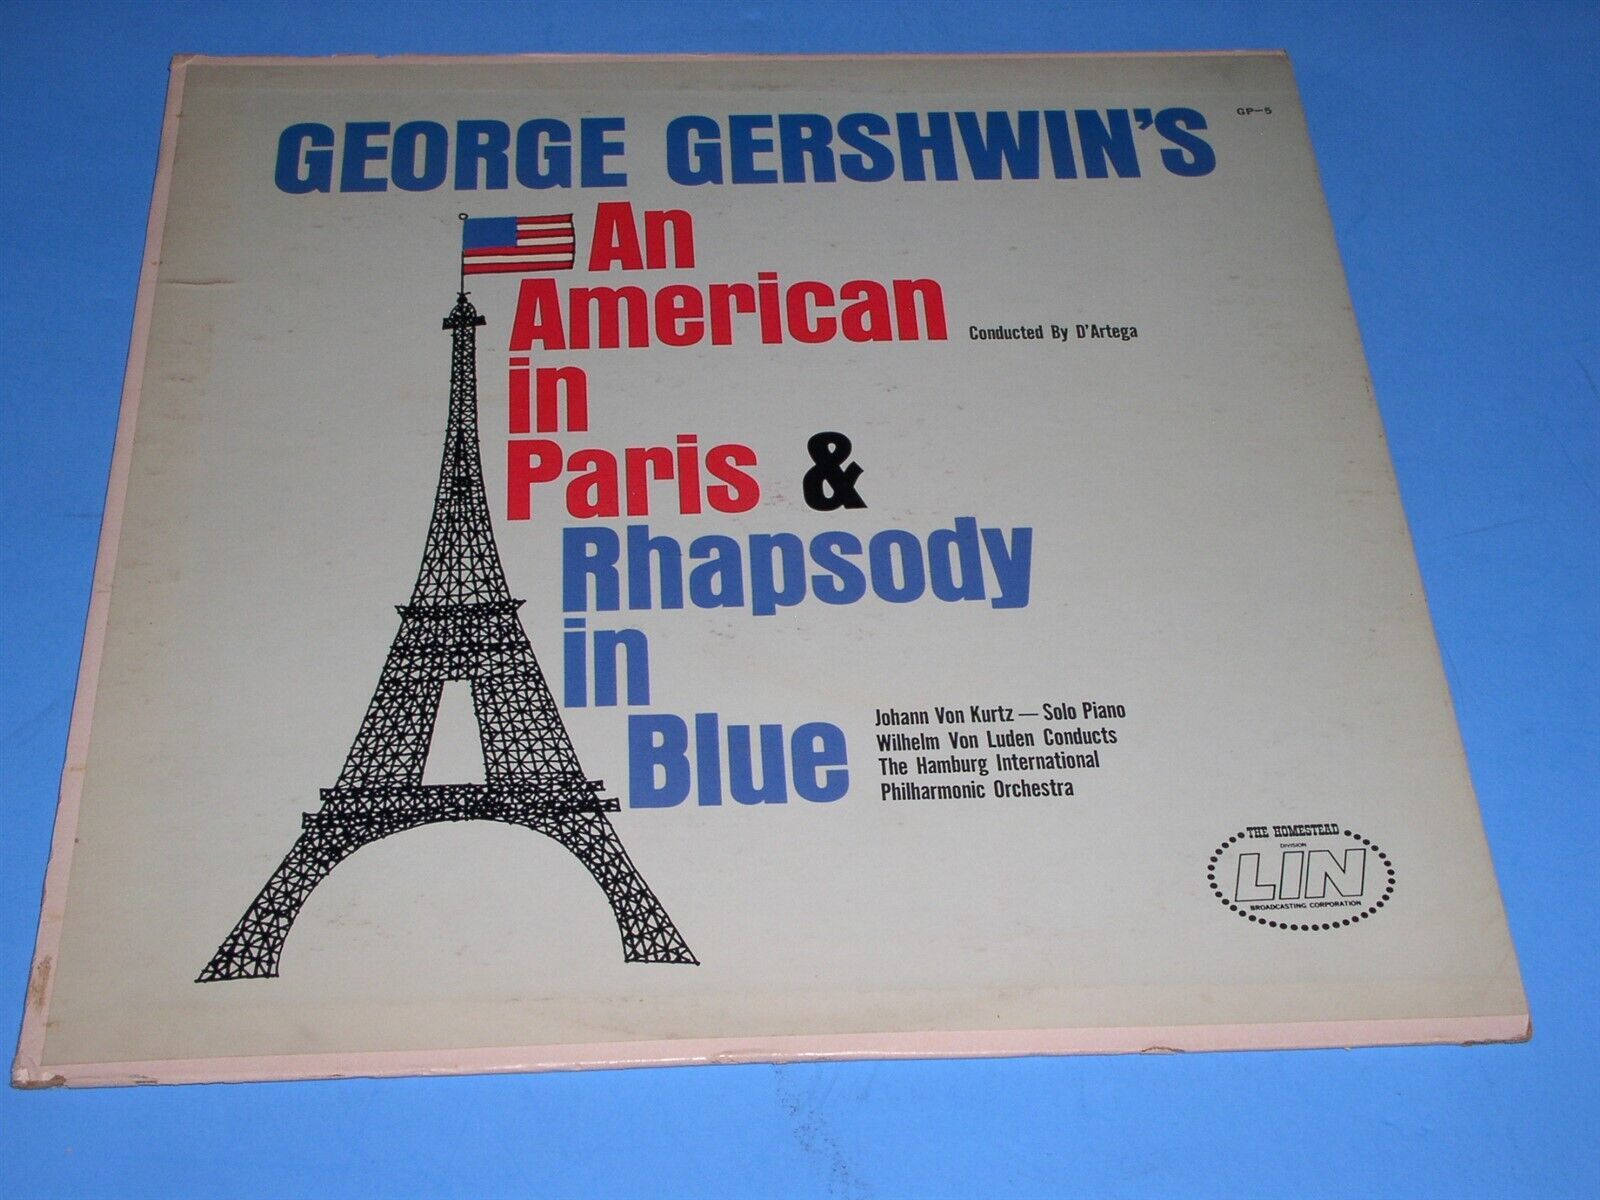 GP-5
GEORGE GERSHWIN'S
An
American
Conducted By D'Artega
in
Paris &
Rhapsody
in
Blue
Johann Von Kurtz — Solo Piano
Wilhelm Von Luden Conducts
The Hamburg International
Philharmonic Orchestra
THE HOMESTEAD
DIVISION
LIN
BROADCASTING CORPORATION